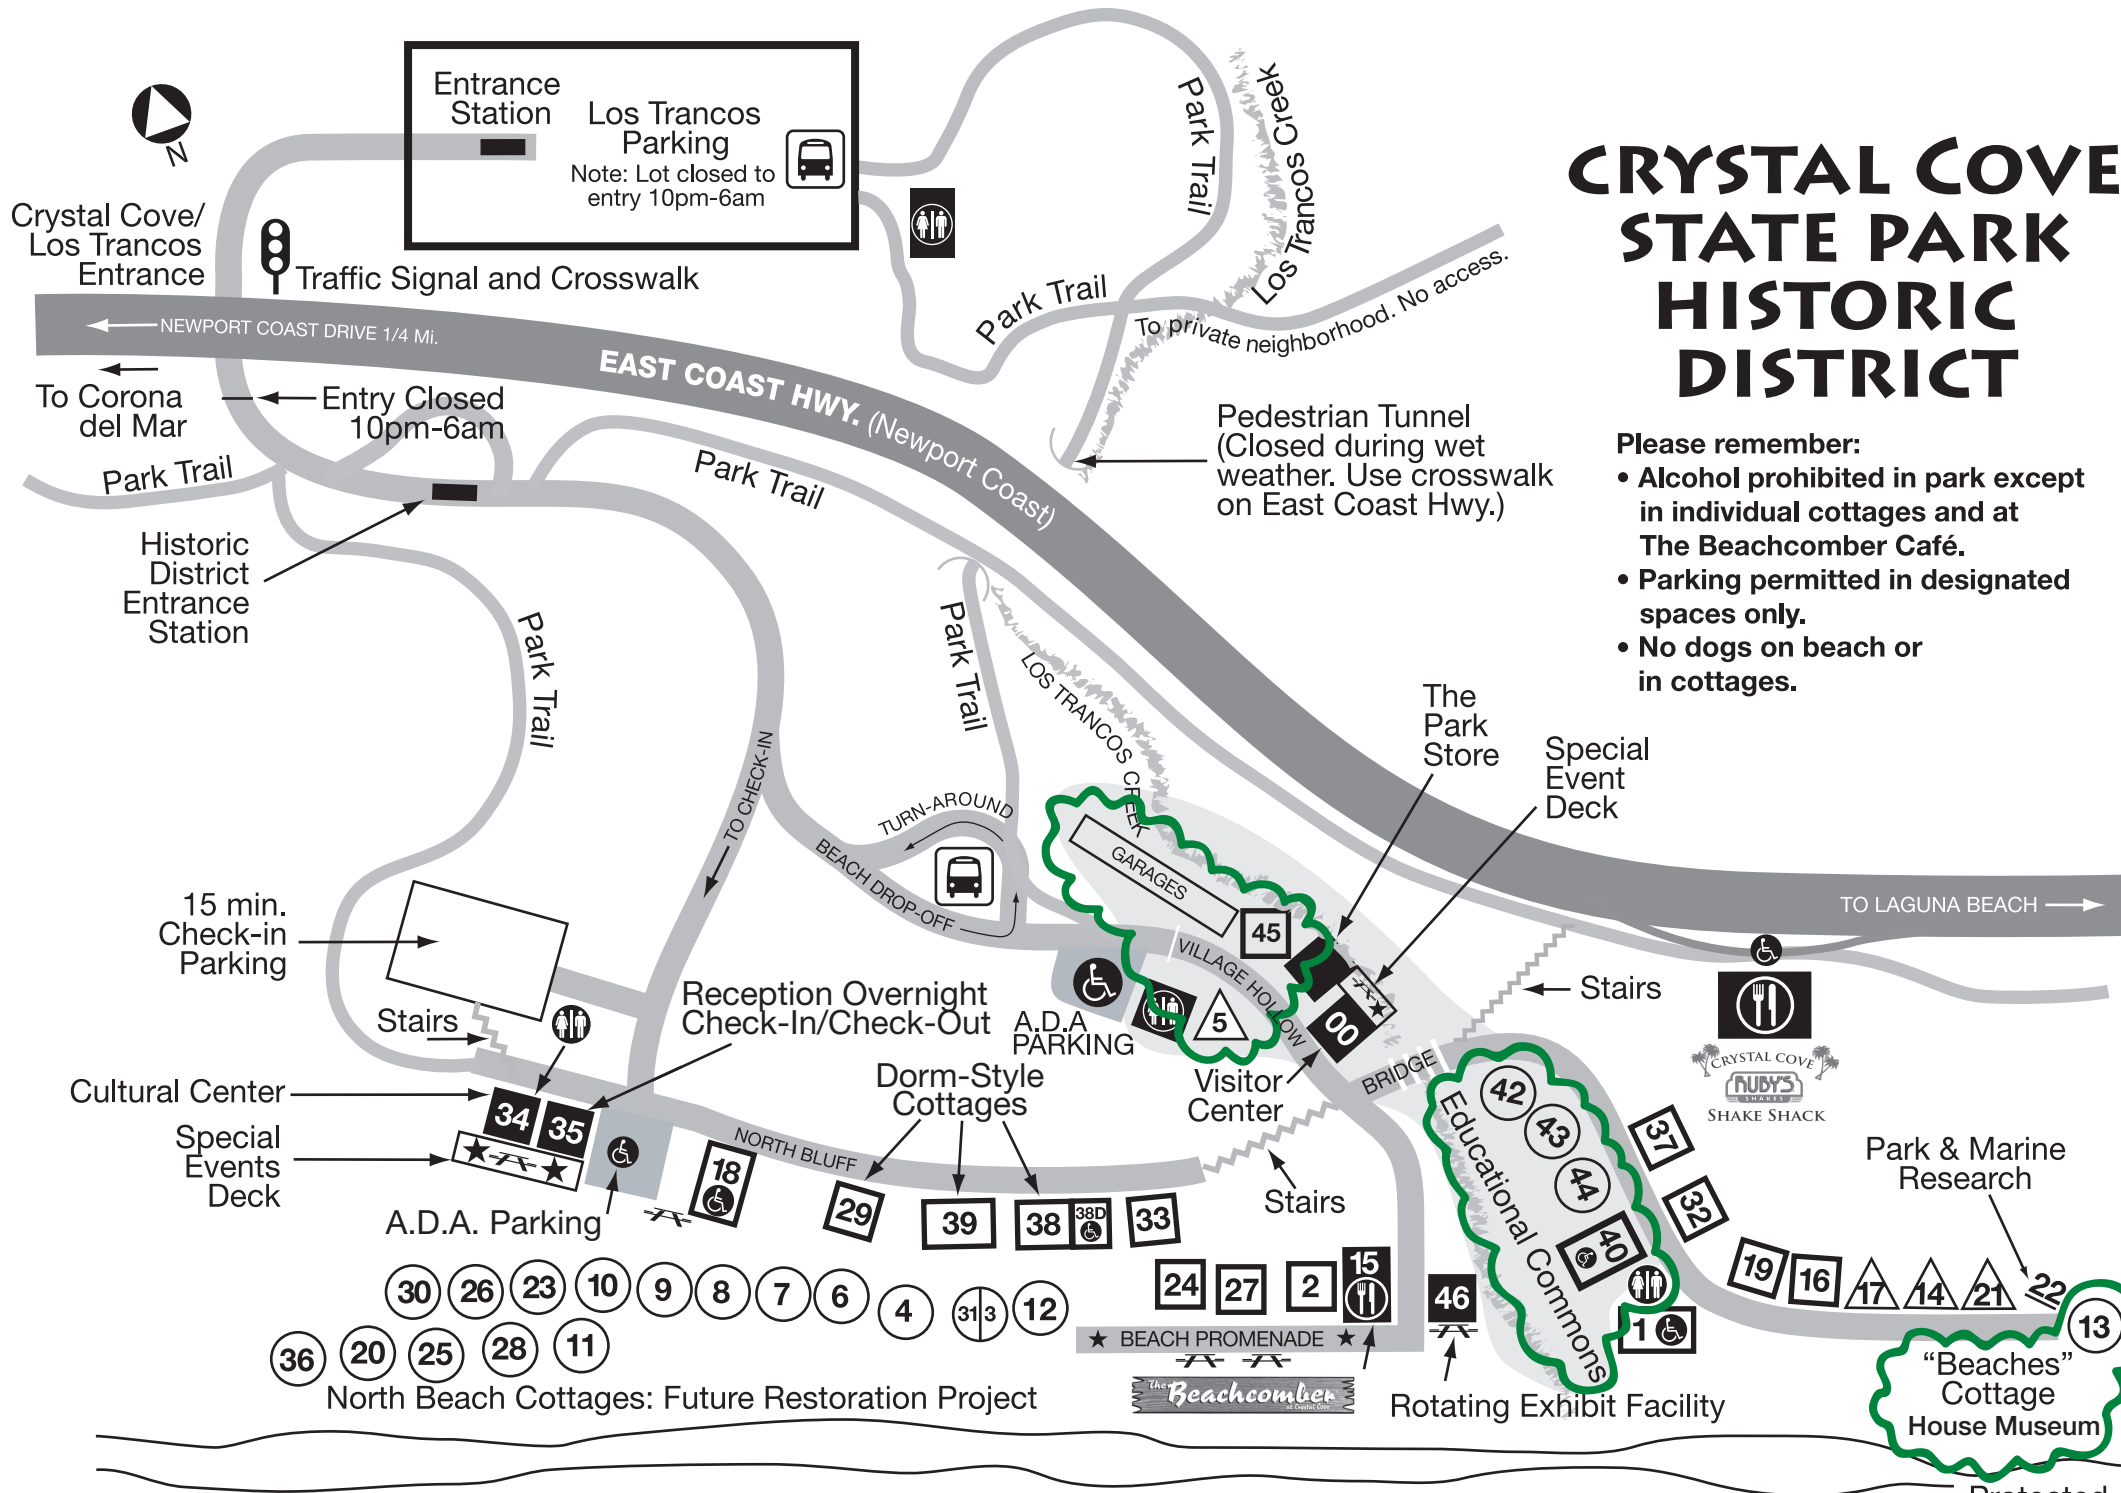 CRYSTAL COVE
STATE PARK
HISTORIC
DISTRICT
Please remember:
• Alcohol prohibited in park except
in individual cottages and at
The Beachcomber Café.
• Parking permitted in designated
spaces only.
• No dogs on beach or
in cottages.
Entrance
Station
Los Trancos
Parking
Note: Lot closed to
entry 10pm-6am
N
Crystal Cove/
Los Trancos
Entrance
Traffic Signal and Crosswalk
Park Trail
Los Trancos Creek
Park Trail
To private neighborhood. No access.
NEWPORT COAST DRIVE 1/4 Mi.
EAST COAST HWY. (Newport Coast)
To Corona
del Mar
Entry Closed
10pm-6am
Park Trail
Park Trail
Pedestrian Tunnel
(Closed during wet
weather. Use crosswalk
on East Coast Hwy.)
Historic
District
Entrance
Station
Park Trail
Park Trail
LOS TRANCOS CREEK
The
Park
Store
Special
Event
Deck
TO CHECK-IN
TURN-AROUND
BEACH DROP-OFF
GARAGES
45
VILLAGE HOLLOW
TO LAGUNA BEACH
15 min.
Check-in
Parking
Stairs
Reception Overnight
Check-In/Check-Out
A.D.A
PARKING
5
00
Stairs
CRYSTAL COVE
RUBY'S
SHAKES
SHAKE SHACK
Cultural Center
Special
Events
Deck
34
35
A.D.A. Parking
18
NORTH BLUFF
Dorm-Style
Cottages
29
39
38
38D
33
Visitor
Center
BRIDGE
Stairs
Educational Commons
42
43
44
40
1
37
32
19
16
17
14
21
22
Park & Marine
Research
13
"Beaches"
Cottage
House Museum
24
27
2
15
46
BEACH PROMENADE
The
Beachcomber
at Crystal Cove
Rotating Exhibit Facility
30
26
23
10
9
8
7
6
4
31
3
12
36
20
25
28
11
North Beach Cottages: Future Restoration Project
Protected